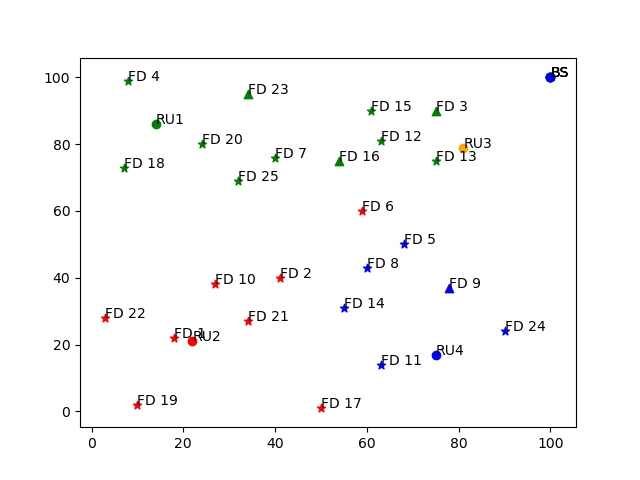 BS
FD 4
FD 23
FD 15
FD 3
RU1
FD 20
FD 12
RU3
FD 7
FD 16
FD 13
FD 18
FD 25
FD 6
FD 5
FD 8
FD 2
FD 10
FD 9
FD 14
FD 22
FD 21
FD 1
RU2
FD 24
RU4
FD 11
FD 19
FD 17
100
80
60
40
20
0
0 20 40 60 80 100